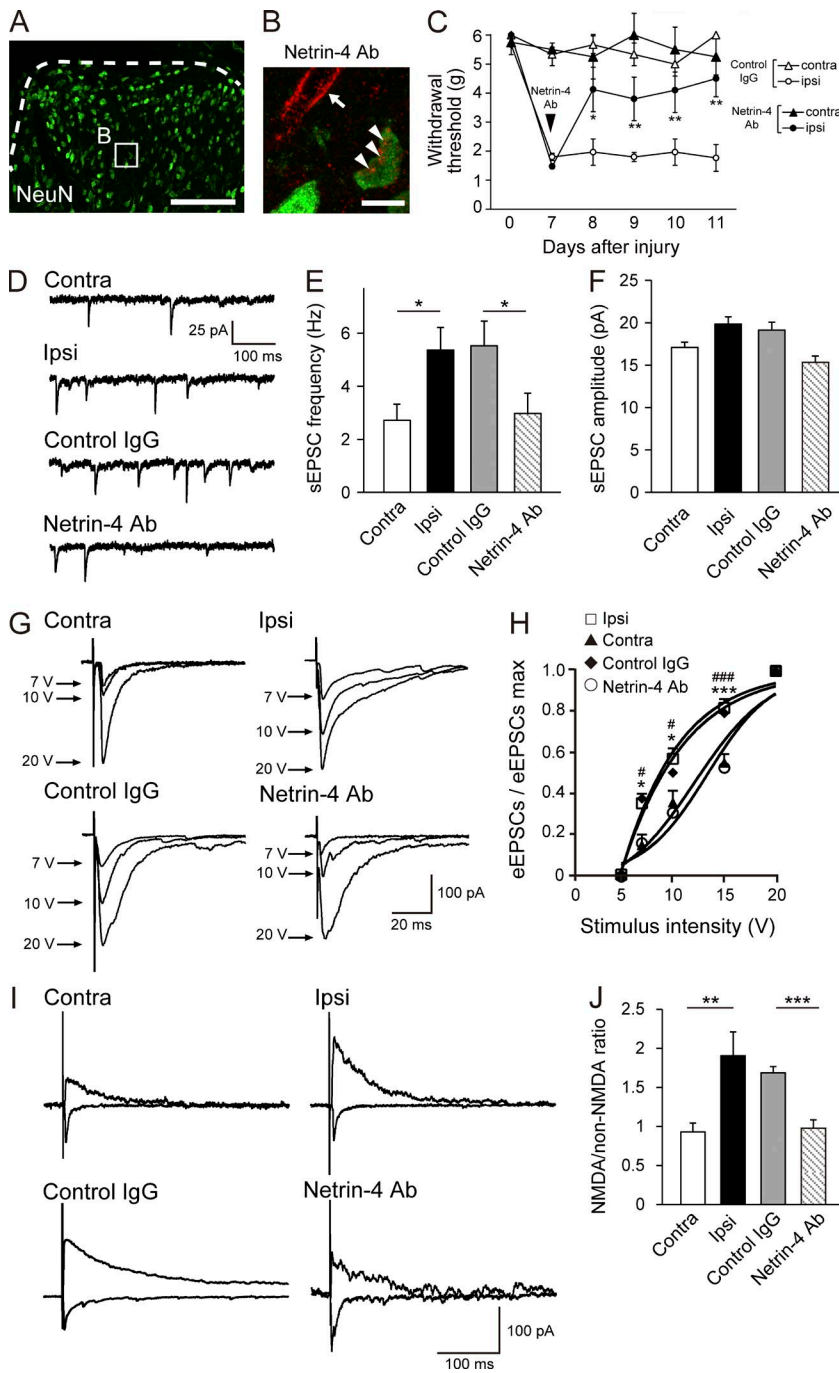 A
B
NeuN
B
Netrin-4 Ab
C
Withdrawal
threshold (g)
6
5
4
3
2
1
0
Netrin-4
Ab
*
**
**
**
0
7
8
9
10
11
Days after injury
Control
IgG
contra
ipsi
Netrin-4
Ab
contra
ipsi
D
Contra
25 pA
100 ms
Ipsi
Control IgG
Netrin-4 Ab
E
sEPSC frequency (Hz)
6
4
2
0
*
*
Contra
Ipsi
Control IgG
Netrin-4 Ab
F
sEPSC amplitude (pA)
25
20
15
10
5
0
Contra
Ipsi
Control IgG
Netrin-4 Ab
G
Contra
7 V
10 V
20 V
Ipsi
7 V
10 V
20 V
Control IgG
7 V
10 V
20 V
Netrin-4 Ab
7 V
10 V
20 V
100 pA
20 ms
H
Ipsi
Contra
Control IgG
Netrin-4 Ab
eEPSCs / eEPSCs max
1.0
0.8
0.6
0.4
0.2
0
#
*
#
*
###
***
0
5
10
15
20
Stimulus intensity (V)
I
Contra
Ipsi
Control IgG
Netrin-4 Ab
100 pA
100 ms
J
NMDA/non-NMDA ratio
2.5
2
1.5
1
0.5
0
**
***
Contra
Ipsi
Control IgG
Netrin-4 Ab